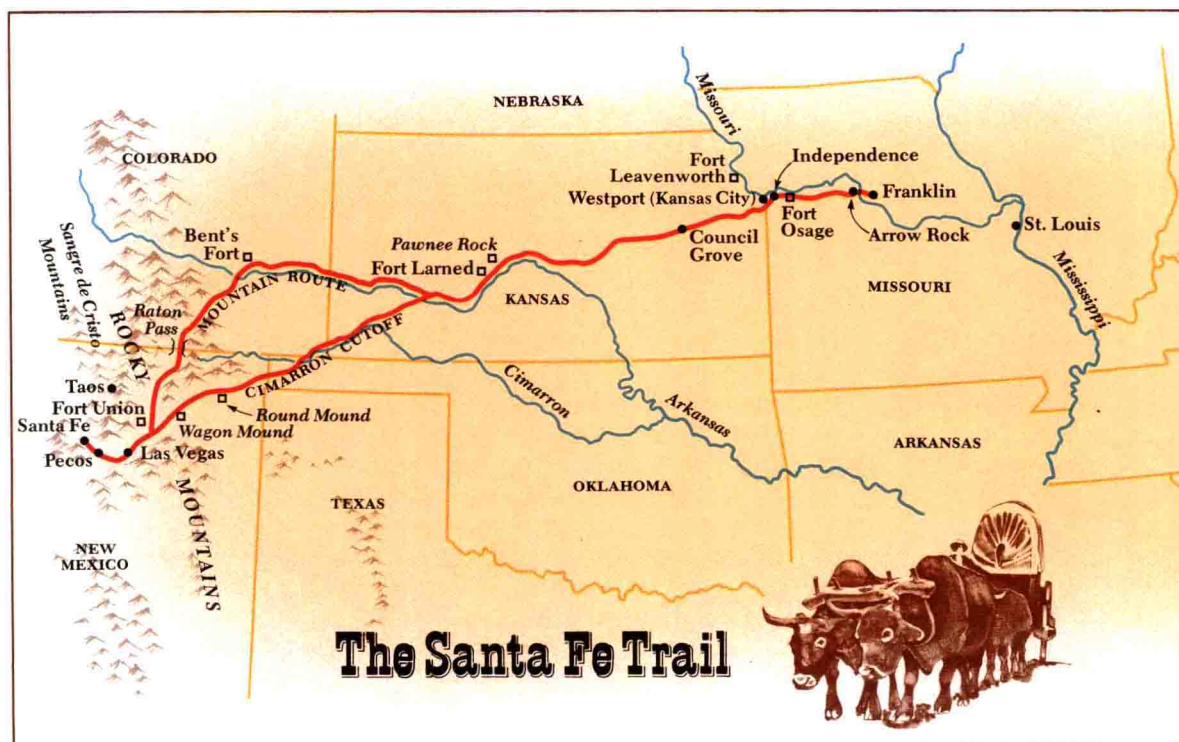 NEBRASKA
Missouri
COLORADO
Fort
Leavenworth
Independence
Westport (Kansas City)
Franklin
Fort
Osage
Arrow Rock
St. Louis
Mississippi
Sangre de Cristo
Mountains
Bent's
Fort
Pawnee Rock
Fort Larned
Council
Grove
MOUNTAIN ROUTE
KANSAS
MISSOURI
Raton
Pass
ROCKY
MOUNTAINS
CIMARRON CUTOFF
Taos
Fort Union
Santa Fe
Pecos
Las Vegas
Wagon Mound
Round Mound
Cimarron
Arkansas
ARKANSAS
OKLAHOMA
TEXAS
NEW
MEXICO
The Santa Fe Trail